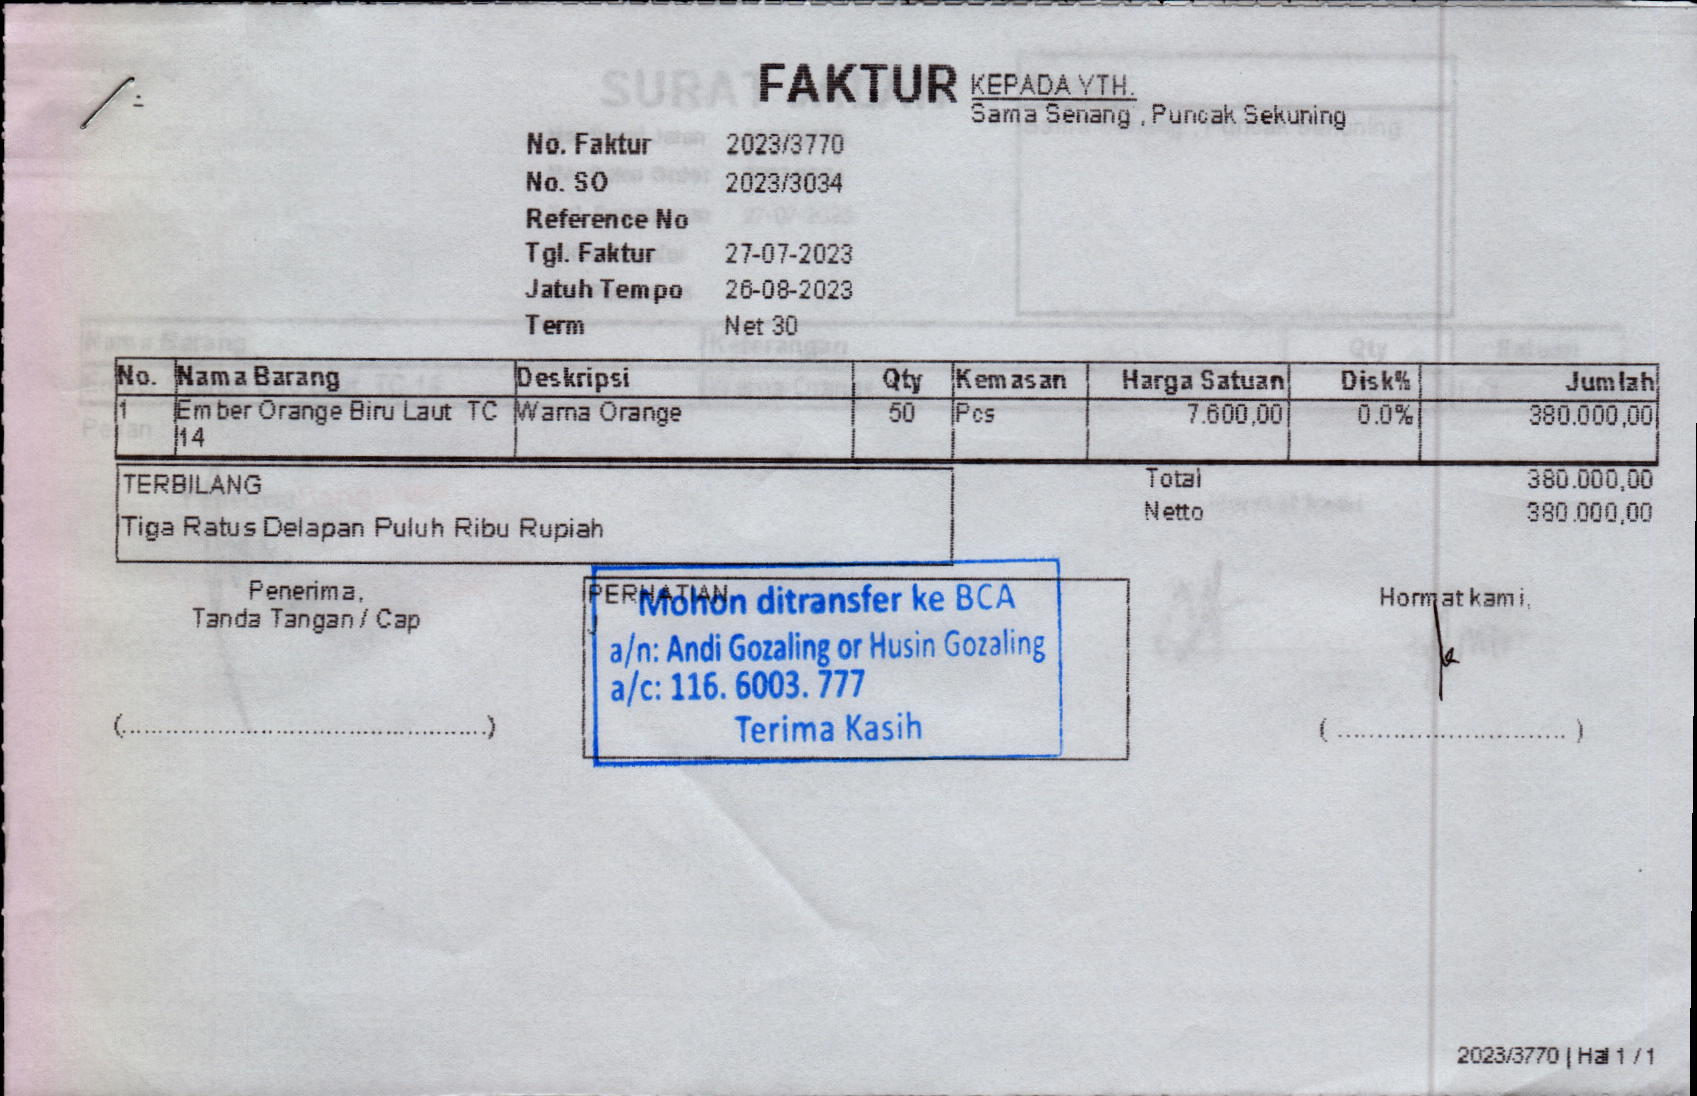 FAKTUR
KEPADA YTH.
Sama Senang , Puncak Sekuning
No. Faktur 2023/3770
No. SO 2023/3034
Reference No
Tgl. Faktur 27-07-2023
Jatuh Tempo 26-08-2023
Term Net 30
No. Nama Barang Deskripsi Qty Kemasan Harga Satuan Disk% Jumlah
1 Ember Orange Biru Laut TC Warna Orange 50 Pcs 7.600,00 0.0% 380.000,00
14
TERBILANG
Tiga Ratus Delapan Puluh Ribu Rupiah
Total 380.000,00
Netto 380.000,00
Penerima,
Tanda Tangan / Cap
(................................................)
PERHATIAN
Mohon ditransfer ke BCA
a/n: Andi Gozaling or Husin Gozaling
a/c: 116. 6003. 777
Terima Kasih
Hormat kami,
( ............................. )
2023/3770 | Hal 1 / 1